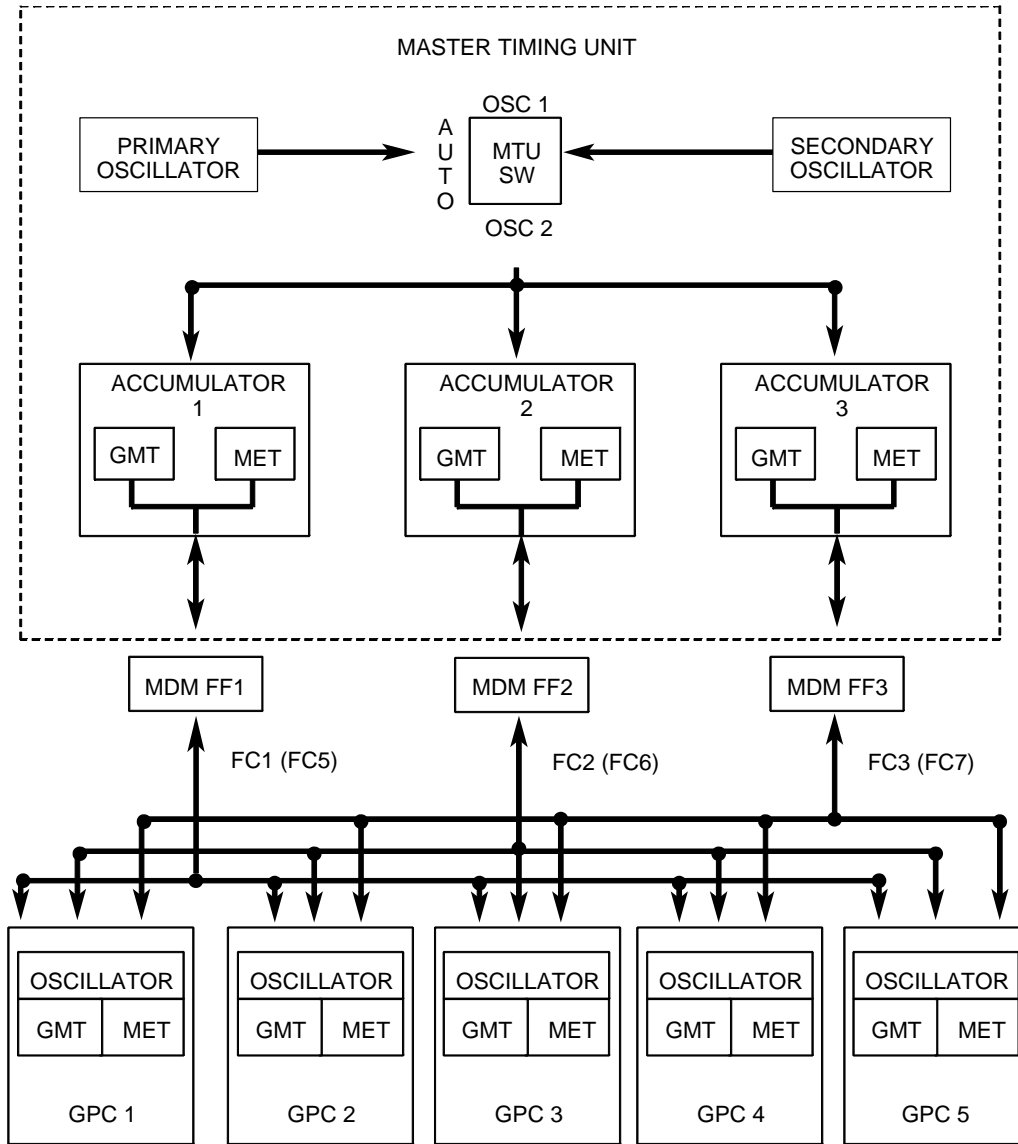 MASTER TIMING UNIT
OSC 1
PRIMARY
OSCILLATOR
AUTO
MTU
SW
SECONDARY
OSCILLATOR
OSC 2
ACCUMULATOR
1
GMT
MET
ACCUMULATOR
2
GMT
MET
ACCUMULATOR
3
GMT
MET
MDM FF1
MDM FF2
MDM FF3
FC1 (FC5)
FC2 (FC6)
FC3 (FC7)
OSCILLATOR
GMT
MET
GPC 1
OSCILLATOR
GMT
MET
GPC 2
OSCILLATOR
GMT
MET
GPC 3
OSCILLATOR
GMT
MET
GPC 4
OSCILLATOR
GMT
MET
GPC 5